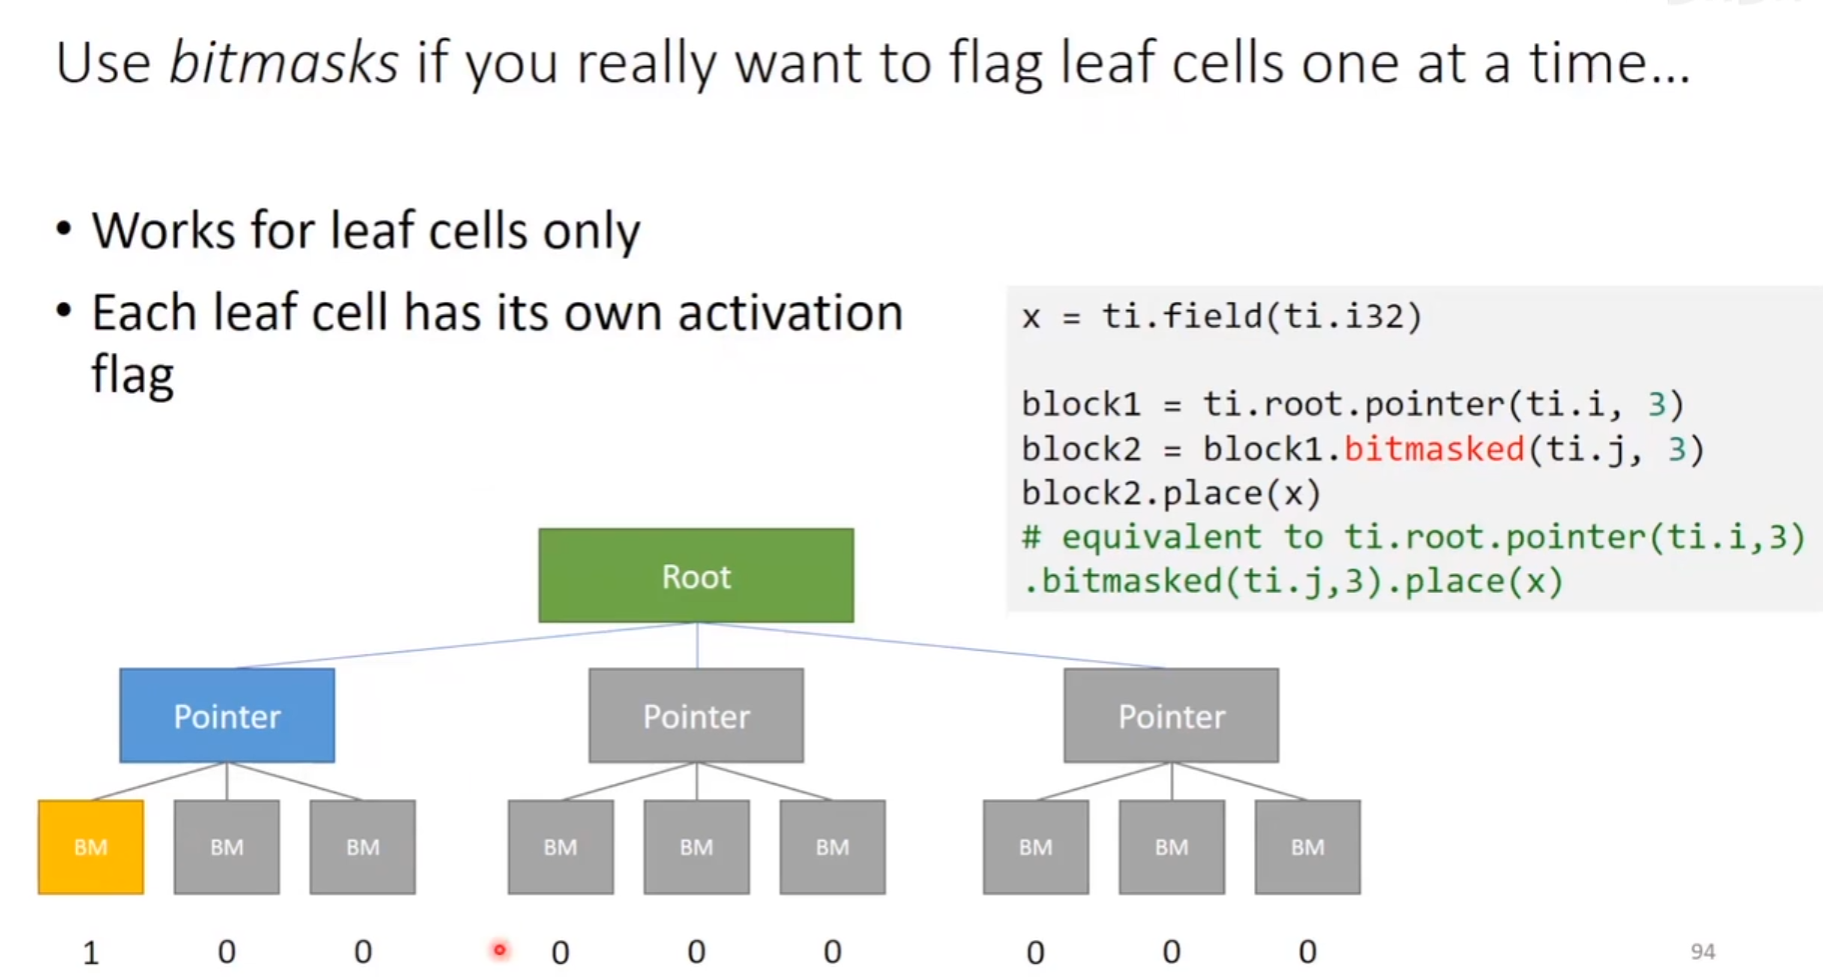 Use bitmasks if you really want to flag leaf cells one at a time...
• Works for leaf cells only
• Each leaf cell has its own activation
flag
x = ti.field(ti.i32)
block1 = ti.root.pointer(ti.i, 3)
block2 = block1.bitmasked(ti.j, 3)
block2.place(x)
# equivalent to ti.root.pointer(ti.i,3)
.bitmasked(ti.j,3).place(x)
Root
Pointer Pointer Pointer
BM BM BM BM BM BM BM BM BM
1 0 0 0 0 0 0 0 0
94